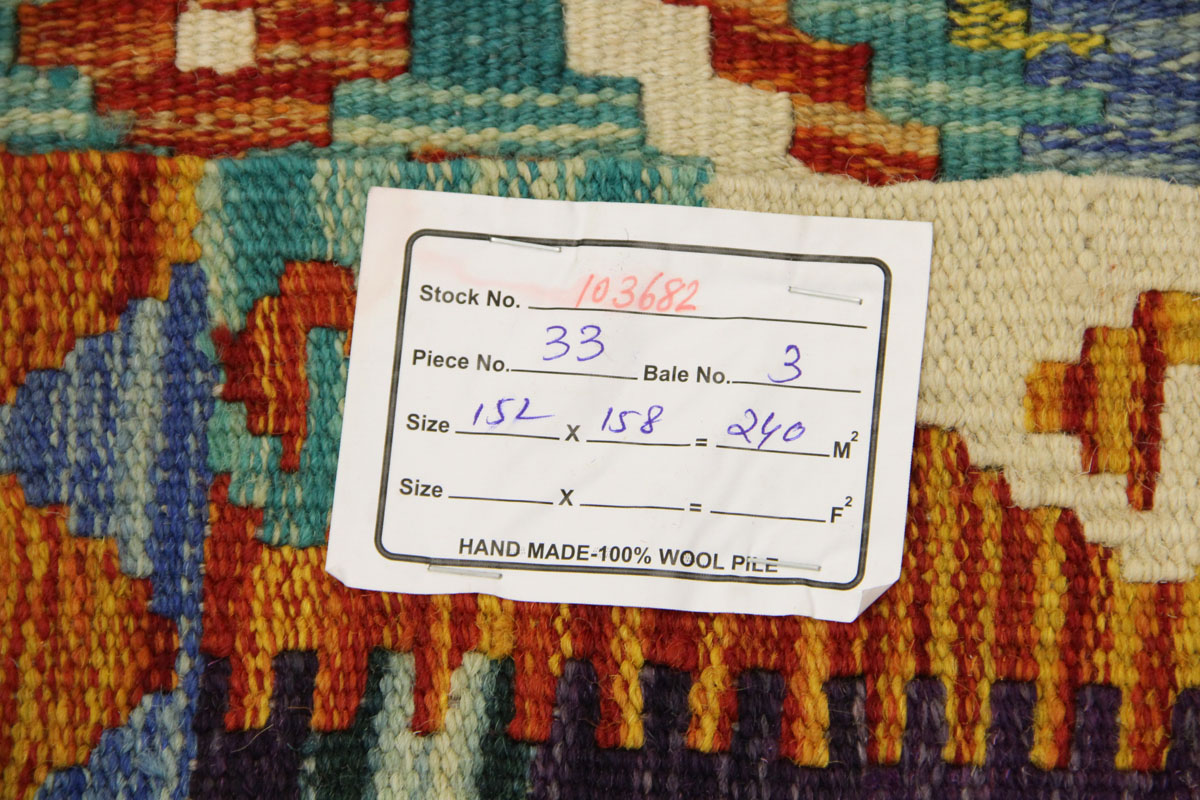 Stock No. 103682
Piece No. 33 Bale No. 3
Size 152 X 158 = 240 M²
Size X = F²
HAND MADE-100% WOOL PILE